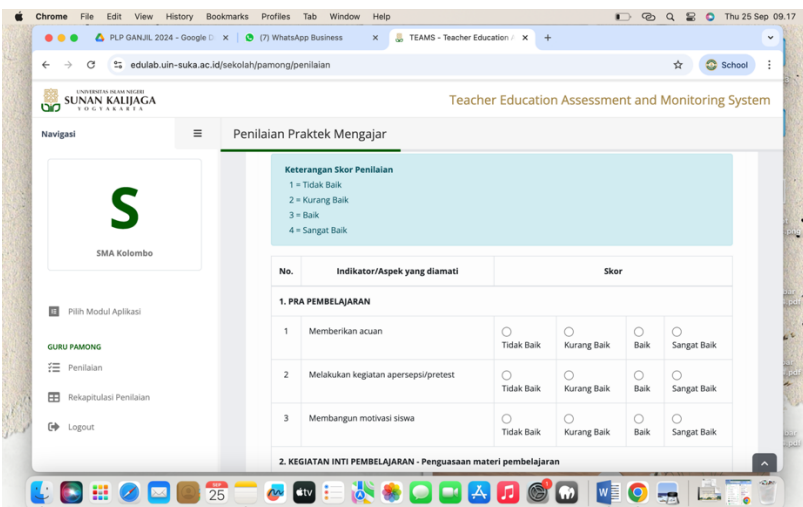 Chrome File Edit View History Bookmarks Profiles Tab Window Help Thu 25 Sep 09.17
PLP GANJIL 2024 - Google D
(7) WhatsApp Business
TEAMS - Teacher Education
edulab.uin-suka.ac.id/sekolah/pamong/penilaian
School
UNIVERSITAS ISLAM NEGERI
SUNAN KALIJAGA
YOGYAKARTA
Teacher Education Assessment and Monitoring System
Navigasi
Penilaian Praktek Mengajar
S
SMA Kolombo
Pilih Modul Aplikasi
GURU PAMONG
Penilaian
Rekapitulasi Penilaian
Logout
Keterangan Skor Penilaian
1 = Tidak Baik
2 = Kurang Baik
3 = Baik
4 = Sangat Baik
No. Indikator/Aspek yang diamati Skor
1. PRA PEMBELAJARAN
1 Memberikan acuan Tidak Baik Kurang Baik Baik Sangat Baik
2 Melakukan kegiatan apersepsi/pretest Tidak Baik Kurang Baik Baik Sangat Baik
3 Membangun motivasi siswa Tidak Baik Kurang Baik Baik Sangat Baik
2. KEGIATAN INTI PEMBELAJARAN - Penguasaan materi pembelajaran
SEP
25
tv